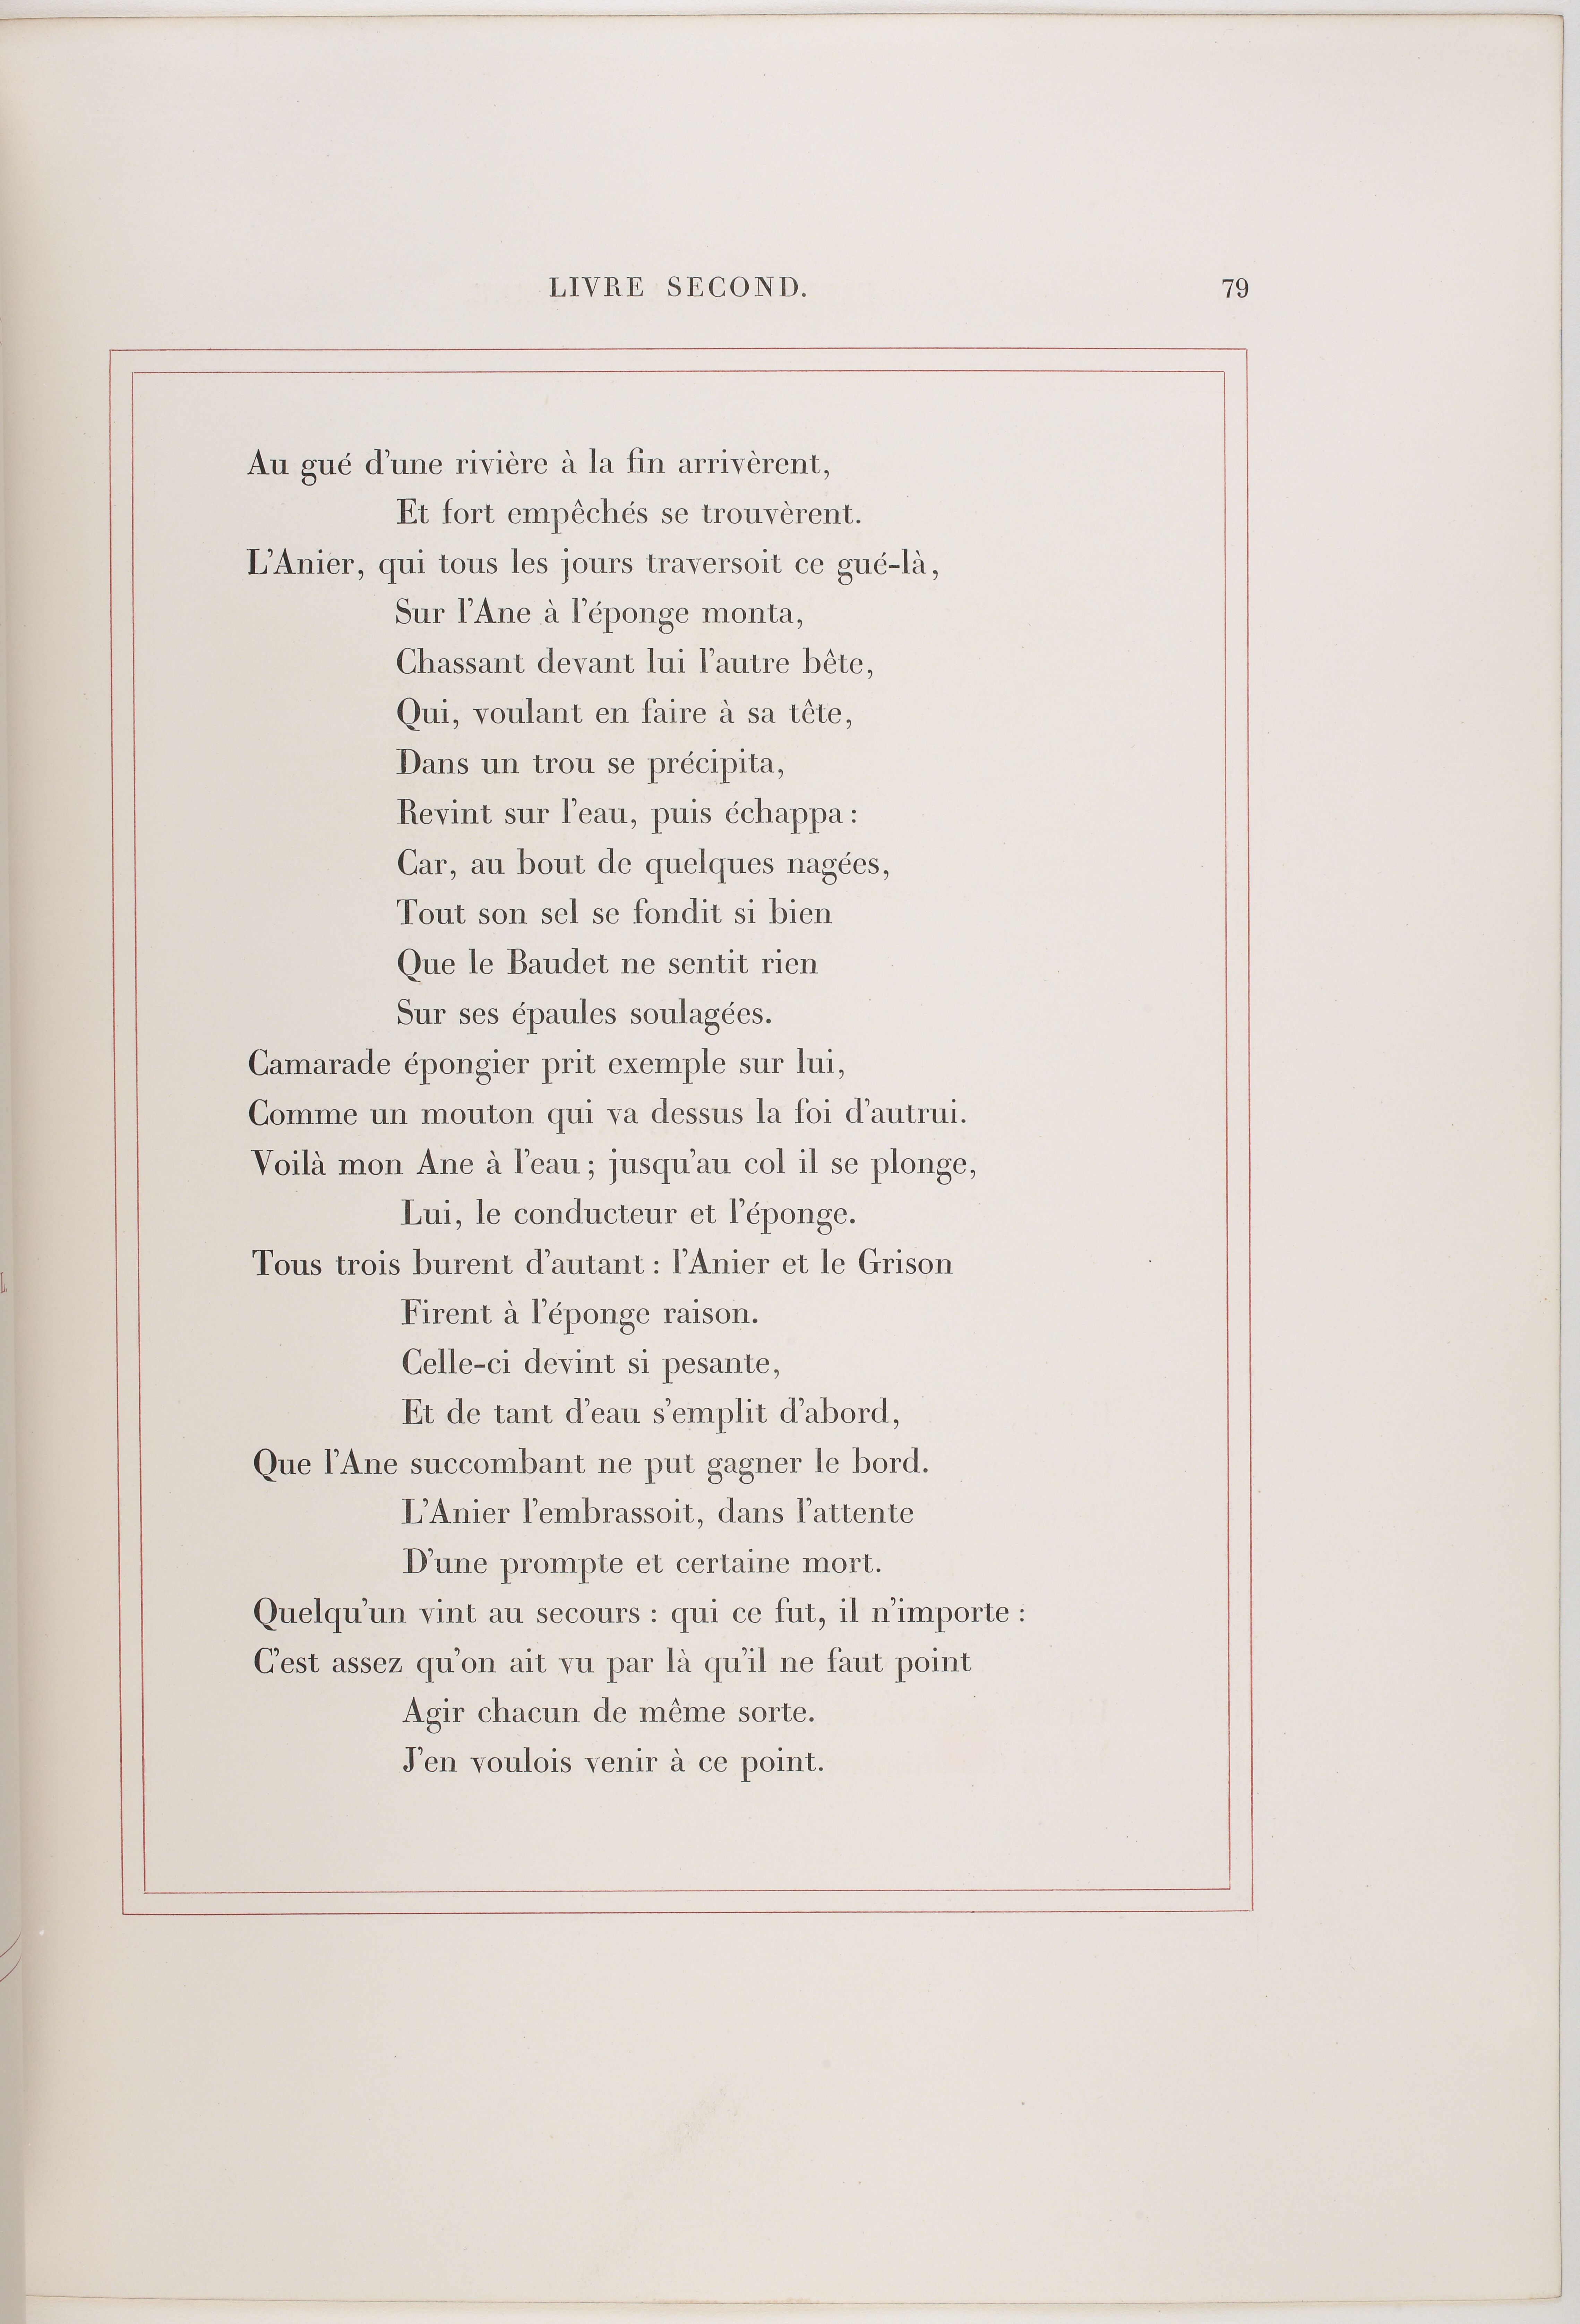 LIVRE SECOND. 79
Au gué d'une rivière à la fin arrivèrent,
Et fort empêchés se trouvèrent.
L'Anier, qui tous les jours traversoit ce gué-là,
Sur l'Ane à l'éponge monta,
Chassant devant lui l'autre bête,
Qui, voulant en faire à sa tête,
Dans un trou se précipita,
Revint sur l'eau, puis échappa :
Car, au bout de quelques nagées,
Tout son sel se fondit si bien
Que le Baudet ne sentit rien
Sur ses épaules soulagées.
Camarade épongier prit exemple sur lui,
Comme un mouton qui va dessus la foi d'autrui.
Voilà mon Ane à l'eau ; jusqu'au col il se plonge,
Lui, le conducteur et l'éponge.
Tous trois burent d'autant : l'Anier et le Grison
Firent à l'éponge raison.
Celle-ci devint si pesante,
Et de tant d'eau s'emplit d'abord,
Que l'Ane succombant ne put gagner le bord.
L'Anier l'embrassoit, dans l'attente
D'une prompte et certaine mort.
Quelqu'un vint au secours : qui ce fut, il n'importe :
C'est assez qu'on ait vu par là qu'il ne faut point
Agir chacun de même sorte.
J'en voulois venir à ce point.